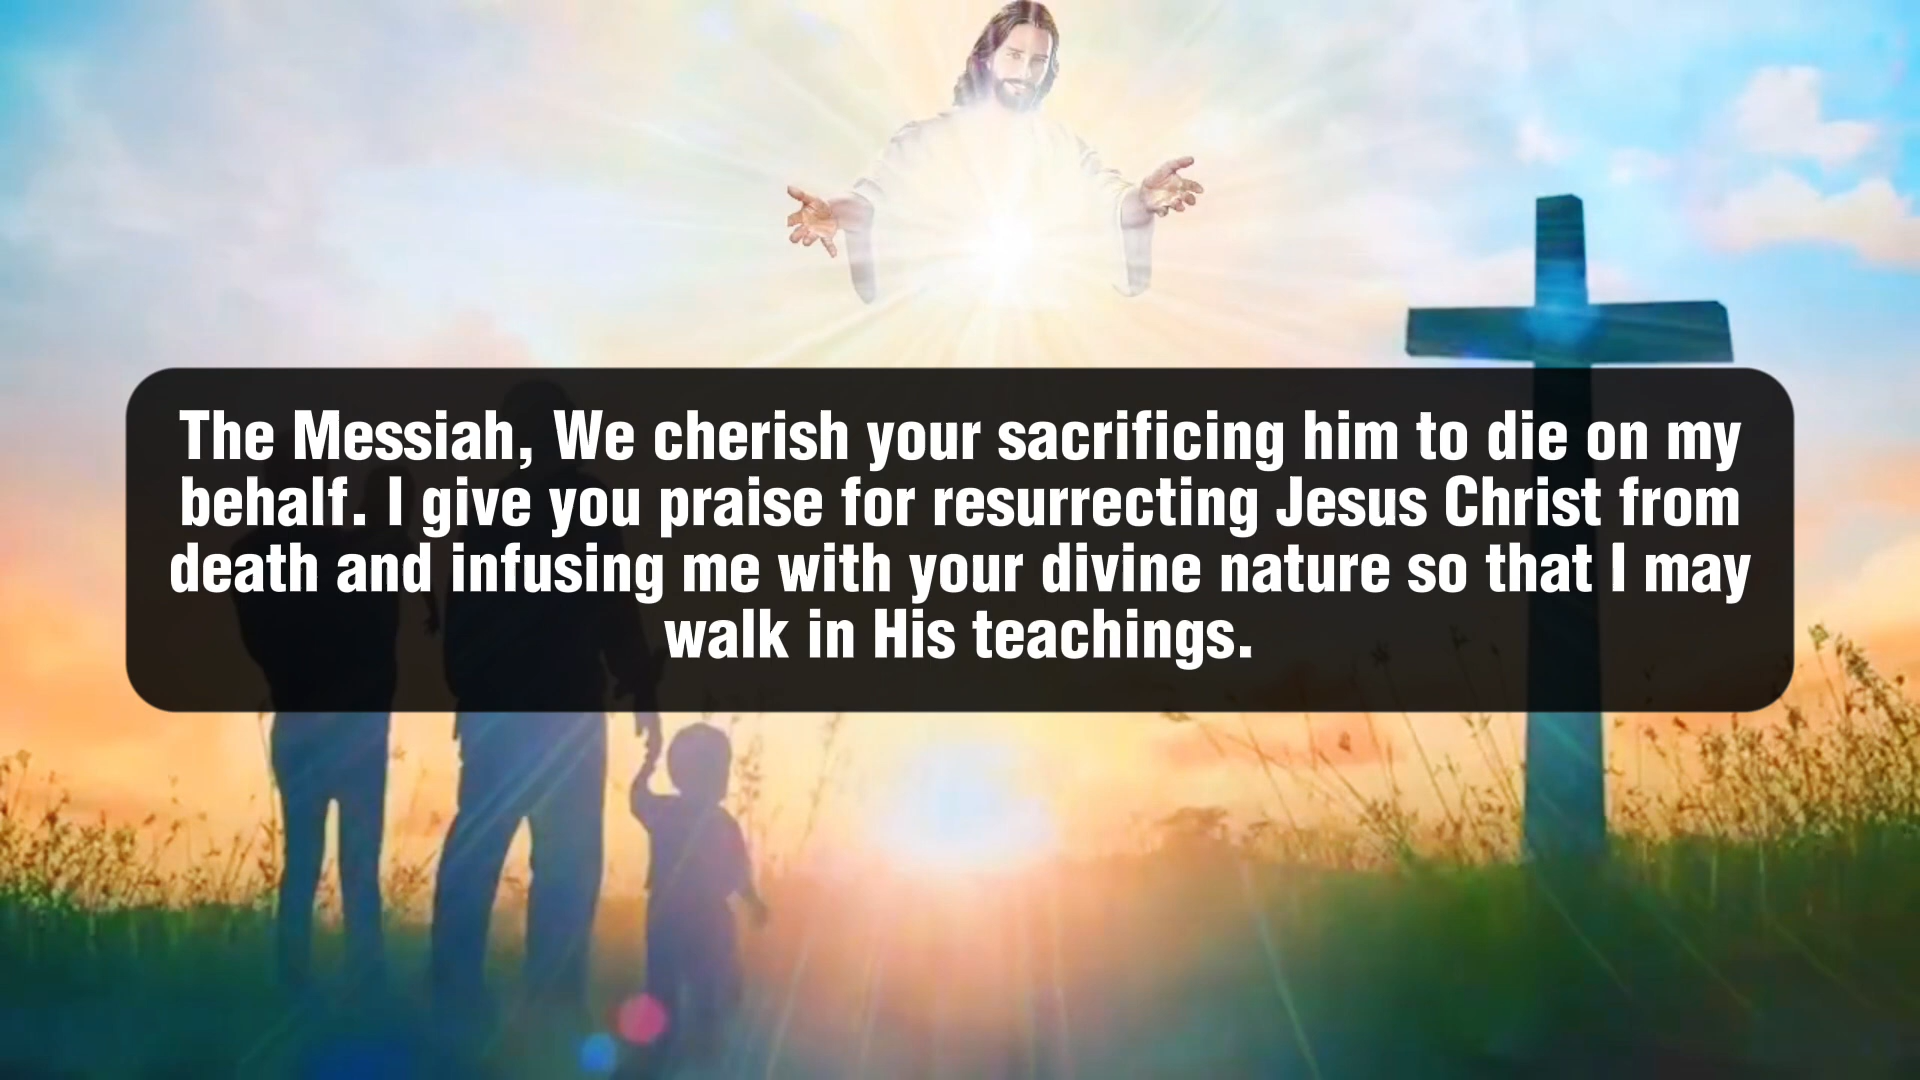 The Messiah, We cherish your sacrificing him to die on my
behalf. I give you praise for resurrecting Jesus Christ from
death and infusing me with your divine nature so that I may
walk in His teachings.